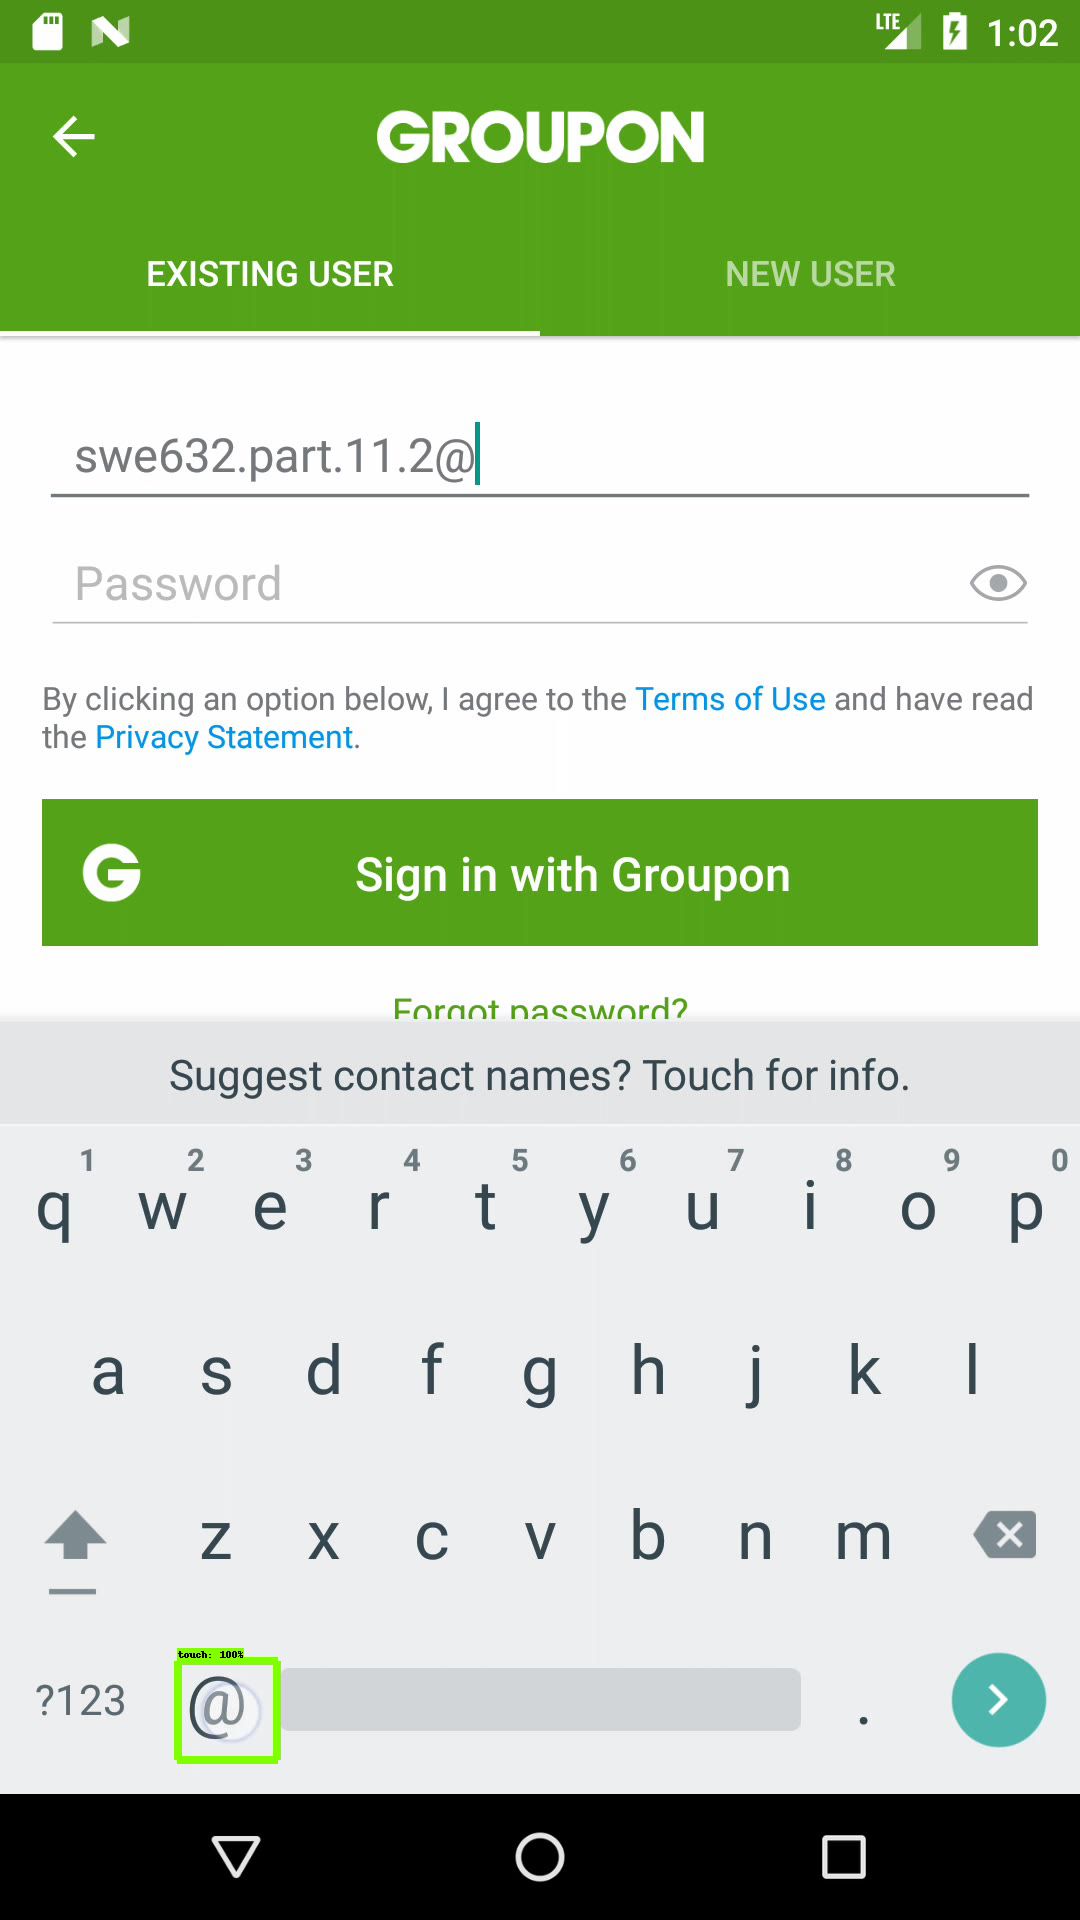 LTE 1:02
GROUPON
EXISTING USER NEW USER
swe632.part.11.2@
Password
By clicking an option below, I agree to the Terms of Use and have read
the Privacy Statement.
G Sign in with Groupon
Forgot password?
Suggest contact names? Touch for info.
1 2 3 4 5 6 7 8 9 0
q w e r t y u i o p
a s d f g h j k l
z x c v b n m
touch: 100%
?123 @ .